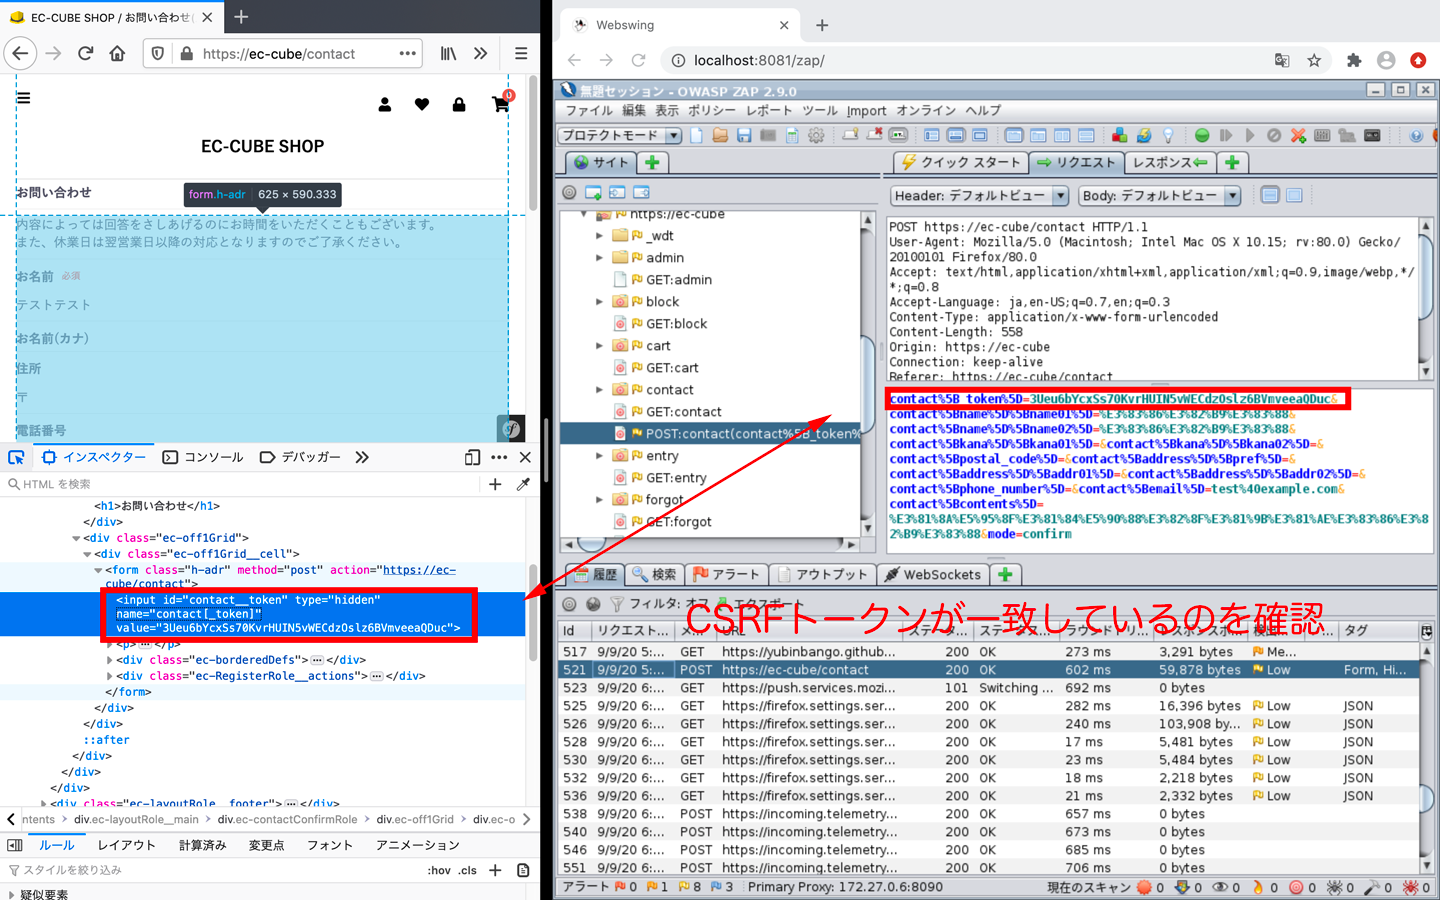 EC-CUBE SHOP / お問い合わせ(
https://ec-cube/contact
0
EC-CUBE SHOP
お問い合わせ
form.h-adr 625 × 590.333
内容によっては回答をさしあげるのにお時間をいただくこともございます。
また、休業日は翌営業日以降の対応となりますのでご了承ください。
お名前 必須
テストテスト
お名前(カナ)
住所
〒
電話番号
インスペクター コンソール デバッガー
HTML を検索
<h1>お問い合わせ</h1>
</div>
<div class="ec-off1Grid">
<div class="ec-off1Grid__cell">
<form class="h-adr" method="post" action="https://ec-
cube/contact">
<input id="contact__token" type="hidden"
name="contact[_token]"
value="3Ueu6bYcxSs70KvrHUIN5vWECdzOslz6BVmveeaQDuc">
<p>…</p>
<div class="ec-borderedDefs">…</div>
<div class="ec-RegisterRole__actions">…</div>
</form>
</div>
</div>
::after
</div>
</div>
</div>
<div class="ec-layoutRole__footer">…</div>
ntents div.ec-layoutRole__main div.ec-contactConfirmRole div.ec-off1Grid div.ec-o
ルール レイアウト 計算済み 変更点 フォント アニメーション
スタイルを絞り込み :hov .cls
疑似要素
Webswing
localhost:8081/zap/
無題セッション - OWASP ZAP 2.9.0
ファイル 編集 表示 ポリシー レポート ツール Import オンライン ヘルプ
プロテクトモード
サイト
https://ec-cube
_wdt
admin
GET:admin
block
GET:block
cart
GET:cart
contact
GET:contact
POST:contact(contact%5B_token%
entry
GET:entry
forgot
GET:forgot
クイック スタート リクエスト レスポンス
Header: デフォルトビュー Body: デフォルトビュー
POST https://ec-cube/contact HTTP/1.1
User-Agent: Mozilla/5.0 (Macintosh; Intel Mac OS X 10.15; rv:80.0) Gecko/
20100101 Firefox/80.0
Accept: text/html,application/xhtml+xml,application/xml;q=0.9,image/webp,*/
*;q=0.8
Accept-Language: ja,en-US;q=0.7,en;q=0.3
Content-Type: application/x-www-form-urlencoded
Content-Length: 558
Origin: https://ec-cube
Connection: keep-alive
Referer: https://ec-cube/contact
contact%5B_token%5D=3Ueu6bYcxSs70KvrHUIN5vWECdzOslz6BVmveeaQDuc&
contact%5Bname%5D%5Bname01%5D=%E3%83%86%E3%82%B9%E3%83%88&
contact%5Bname%5D%5Bname02%5D=%E3%83%86%E3%82%B9%E3%83%88&
contact%5Bkana%5D%5Bkana01%5D=&contact%5Bkana%5D%5Bkana02%5D=&
contact%5Bpostal_code%5D=&contact%5Baddress%5D%5Bpref%5D=&
contact%5Baddress%5D%5Baddr01%5D=&contact%5Baddress%5D%5Baddr02%5D=&
contact%5Bphone_number%5D=&contact%5Bemail%5D=test%40example.com&
contact%5Bcontents%5D=
%E3%81%8A%E5%95%8F%E3%81%84%E5%90%88%E3%82%8F%E3%81%9B%E3%81%AE%E3%83%86%E3%8
2%B9%E3%83%88&mode=confirm
履歴 検索 アラート アウトプット WebSockets
フィルタ: オフ エクスポート
CSRFトークンが一致しているのを確認
Id リクエスト... メ... URL ステータ... ステータス... ラウンドトリ... タグ
517 9/9/20 5:... GET https://yubinbango.github... 200 OK 273 ms 3,291 bytes Me...
521 9/9/20 5:... POST https://ec-cube/contact 200 OK 602 ms 59,878 bytes Low Form, Hi...
523 9/9/20 6:... GET https://push.services.mozi... 101 Switching ... 692 ms 0 bytes
525 9/9/20 6:... GET https://firefox.settings.ser... 200 OK 282 ms 16,396 bytes Low JSON
526 9/9/20 6:... GET https://firefox.settings.ser... 200 OK 240 ms 103,908 by... Low JSON
528 9/9/20 6:... GET https://firefox.settings.ser... 200 OK 17 ms 5,481 bytes Low JSON
530 9/9/20 6:... GET https://firefox.settings.ser... 200 OK 23 ms 5,484 bytes Low JSON
532 9/9/20 6:... GET https://firefox.settings.ser... 200 OK 18 ms 2,218 bytes Low JSON
536 9/9/20 6:... GET https://firefox.settings.ser... 200 OK 21 ms 2,332 bytes Low JSON
538 9/9/20 6:... POST https://incoming.telemetry... 200 OK 657 ms 0 bytes
540 9/9/20 6:... POST https://incoming.telemetry... 200 OK 673 ms 0 bytes
546 9/9/20 6:... POST https://incoming.telemetry... 200 OK 685 ms 0 bytes
551 9/9/20 6:... POST https://incoming.telemetry... 200 OK 706 ms 0 bytes
アラート 0 1 8 3 Primary Proxy: 172.27.0.6:8090 現在のスキャン 0 0 0 0 0 0 0 0